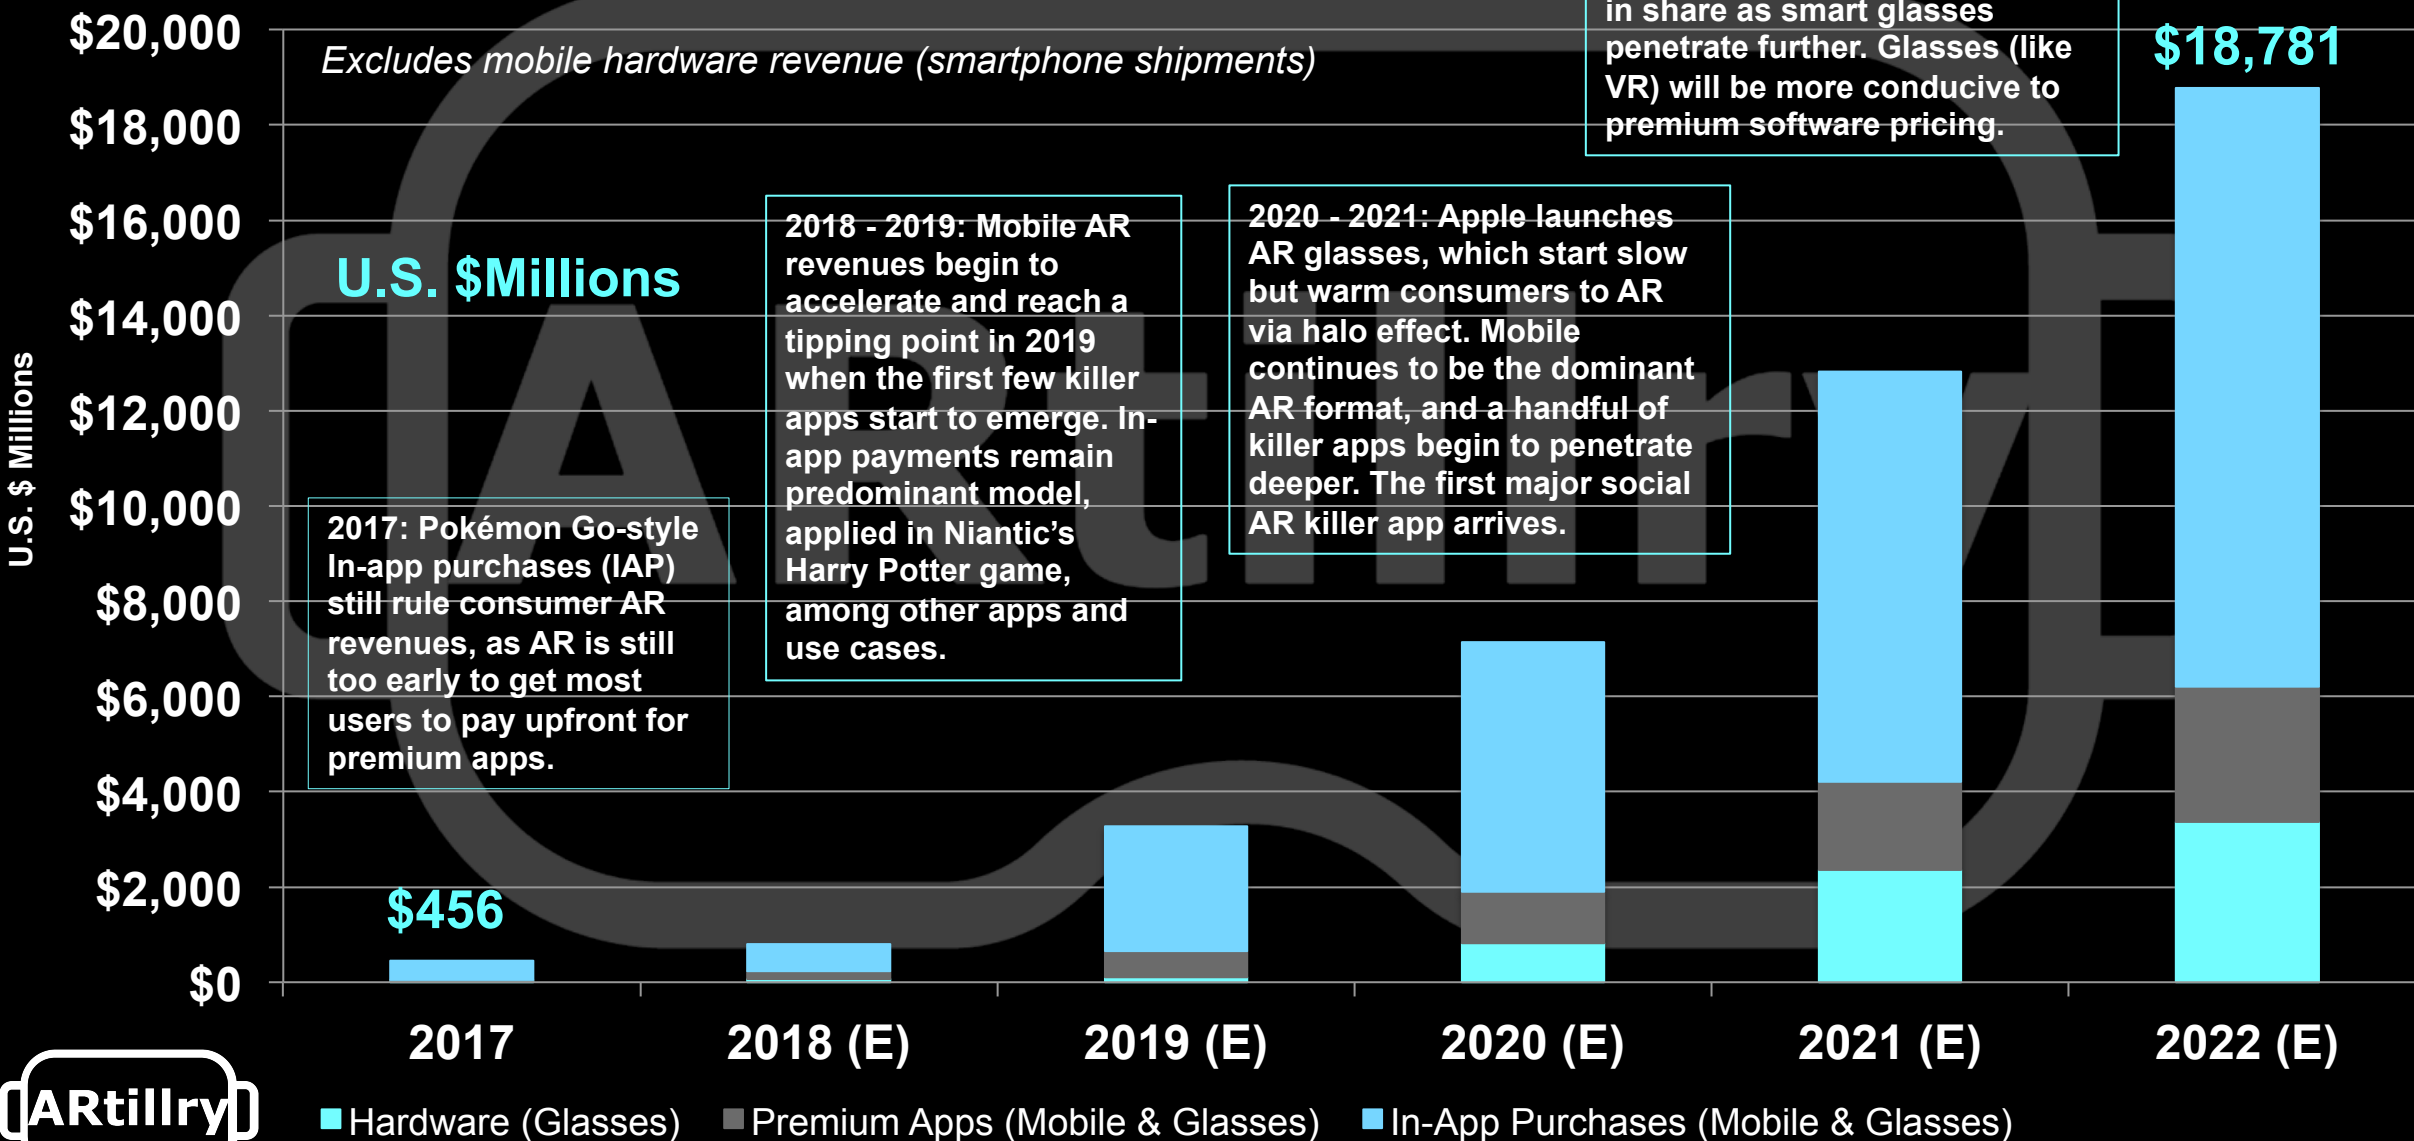 in share as smart glasses
penetrate further. Glasses (like
VR) will be more conducive to
premium software pricing.
$18,781
Excludes mobile hardware revenue (smartphone shipments)
U.S. $Millions
2018 - 2019: Mobile AR
revenues begin to
accelerate and reach a
tipping point in 2019
when the first few killer
apps start to emerge. In-
app payments remain
predominant model,
applied in Niantic’s
Harry Potter game,
among other apps and
use cases.
2020 - 2021: Apple launches
AR glasses, which start slow
but warm consumers to AR
via halo effect. Mobile
continues to be the dominant
AR format, and a handful of
killer apps begin to penetrate
deeper. The first major social
AR killer app arrives.
2017: Pokémon Go-style
In-app purchases (IAP)
still rule consumer AR
revenues, as AR is still
too early to get most
users to pay upfront for
premium apps.
$456
U.S. $ Millions
$20,000
$18,000
$16,000
$14,000
$12,000
$10,000
$8,000
$6,000
$4,000
$2,000
$0
2017
2018 (E)
2019 (E)
2020 (E)
2021 (E)
2022 (E)
ARtillry
ARtillry
Hardware (Glasses)
Premium Apps (Mobile & Glasses)
In-App Purchases (Mobile & Glasses)